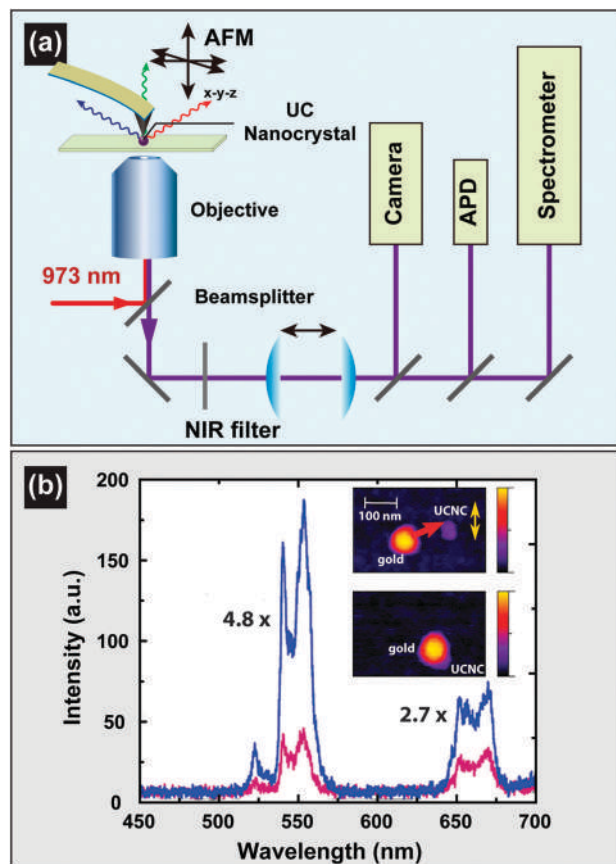 (a)
AFM
x-y-z
UC
Nanocrystal
Objective
973 nm
Beamsplitter
NIR filter
Camera
APD
Spectrometer
(b)
200
150
100
50
0
Intensity (a.u.)
4.8 x
2.7 x
100 nm
UCNC
gold
gold
UCNC
450 500 550 600 650 700
Wavelength (nm)